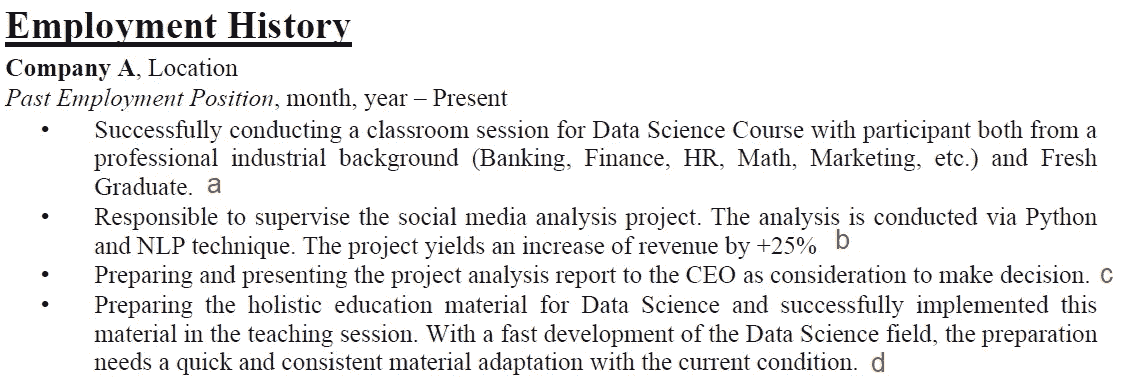 Employment History
Company A, Location
Past Employment Position, month, year – Present
• Successfully conducting a classroom session for Data Science Course with participant both from a
professional industrial background (Banking, Finance, HR, Math, Marketing, etc.) and Fresh
Graduate. a
• Responsible to supervise the social media analysis project. The analysis is conducted via Python
and NLP technique. The project yields an increase of revenue by +25% b
• Preparing and presenting the project analysis report to the CEO as consideration to make decision. c
• Preparing the holistic education material for Data Science and successfully implemented this
material in the teaching session. With a fast development of the Data Science field, the preparation
needs a quick and consistent material adaptation with the current condition. d